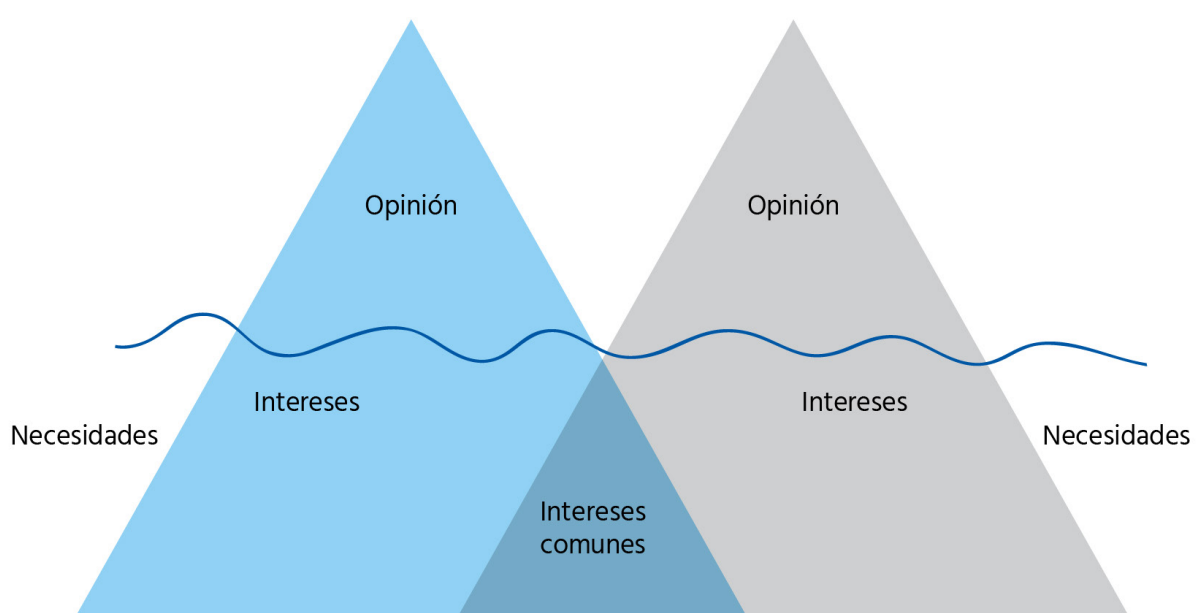 Opinión
Opinión
Intereses
Intereses
Necesidades
Necesidades
Intereses
comunes